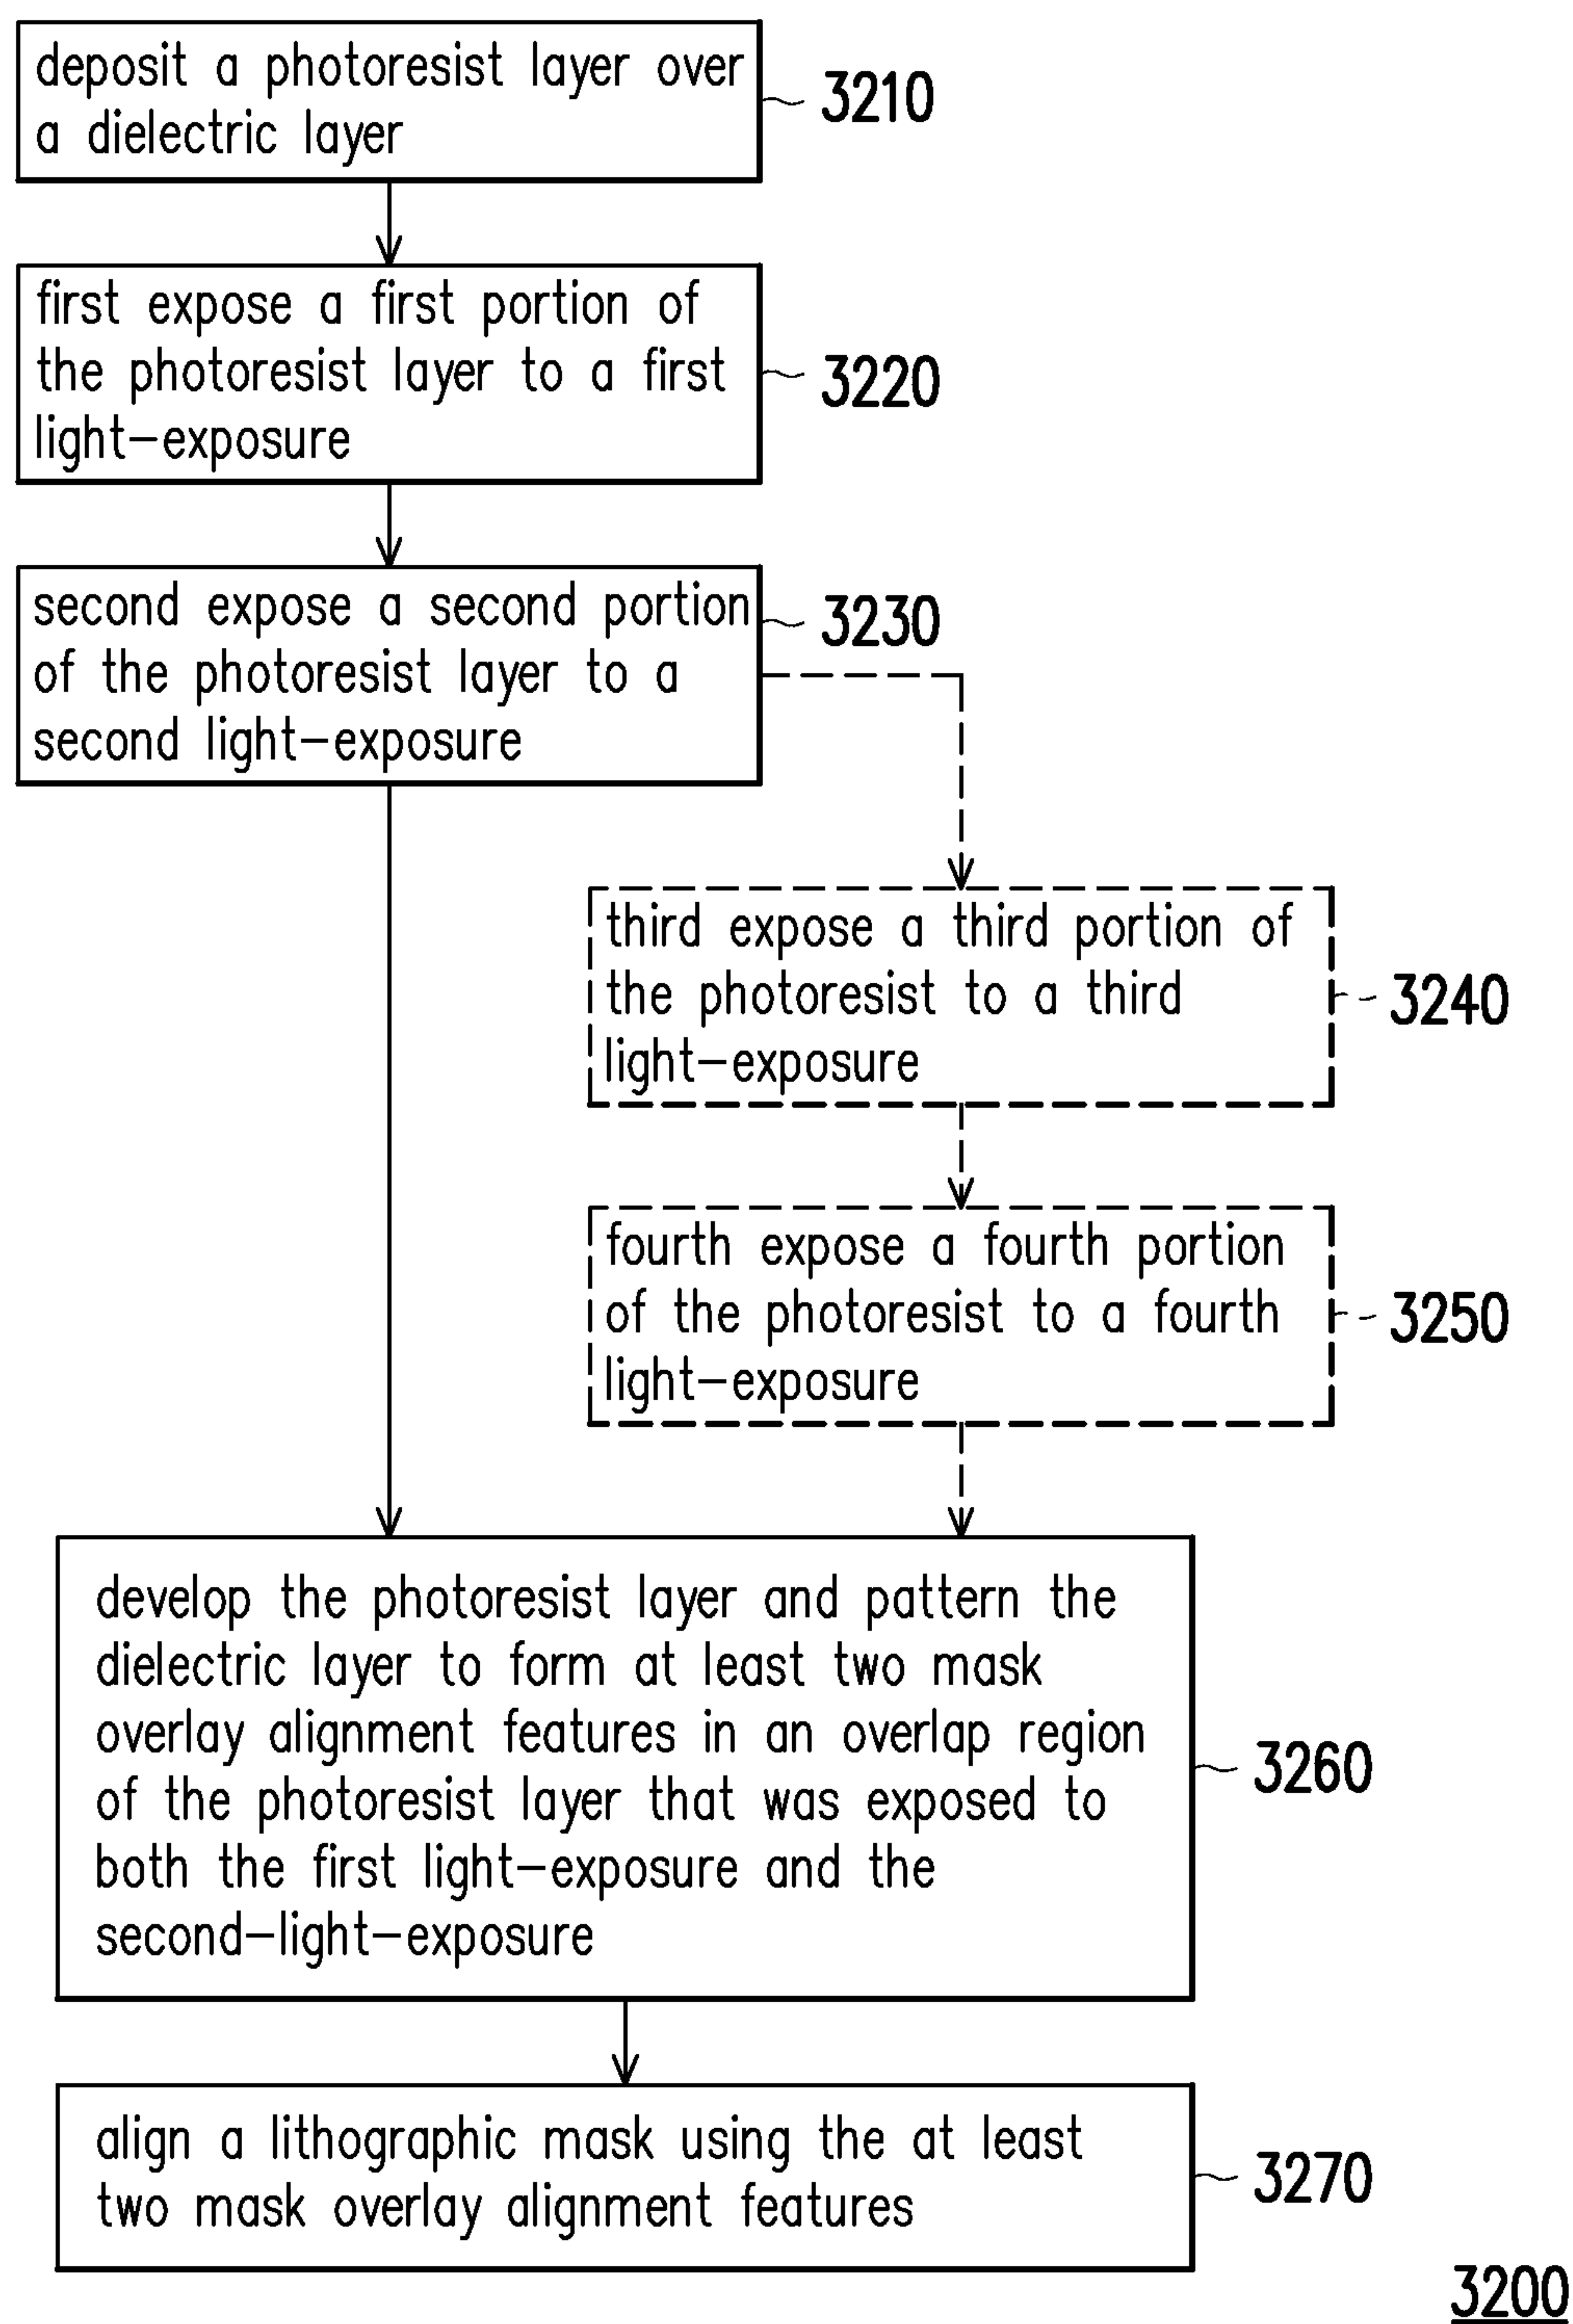 deposit a photoresist layer over
a dielectric layer
3210
first expose a first portion of
the photoresist layer to a first
light-exposure
3220
second expose a second portion
of the photoresist layer to a
second light-exposure
3230
third expose a third portion of
the photoresist to a third
light-exposure
3240
fourth expose a fourth portion
of the photoresist to a fourth
light-exposure
3250
develop the photoresist layer and pattern the
dielectric layer to form at least two mask
overlay alignment features in an overlap region
of the photoresist layer that was exposed to
both the first light-exposure and the
second-light-exposure
3260
align a lithographic mask using the at least
two mask overlay alignment features
3270
3200